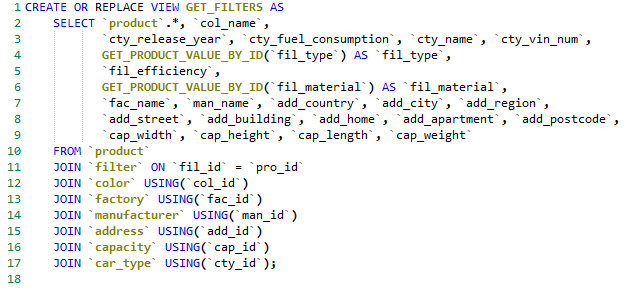 1 CREATE OR REPLACE VIEW GET_FILTERS AS
2     SELECT `product`.*, `col_name`,
3            `cty_release_year`, `cty_fuel_consumption`, `cty_name`, `cty_vin_num`,
4            GET_PRODUCT_VALUE_BY_ID(`fil_type`) AS `fil_type`,
5            `fil_efficiency`,
6            GET_PRODUCT_VALUE_BY_ID(`fil_material`) AS `fil_material`,
7            `fac_name`, `man_name`, `add_country`, `add_city`, `add_region`,
8            `add_street`, `add_building`, `add_home`, `add_apartment`, `add_postcode`,
9            `cap_width`, `cap_height`, `cap_length`, `cap_weight`
10     FROM `product`
11     JOIN `filter` ON `fil_id` = `pro_id`
12     JOIN `color` USING(`col_id`)
13     JOIN `factory` USING(`fac_id`)
14     JOIN `manufacturer` USING(`man_id`)
15     JOIN `address` USING(`add_id`)
16     JOIN `capacity` USING(`cap_id`)
17     JOIN `car_type` USING(`cty_id`);
18